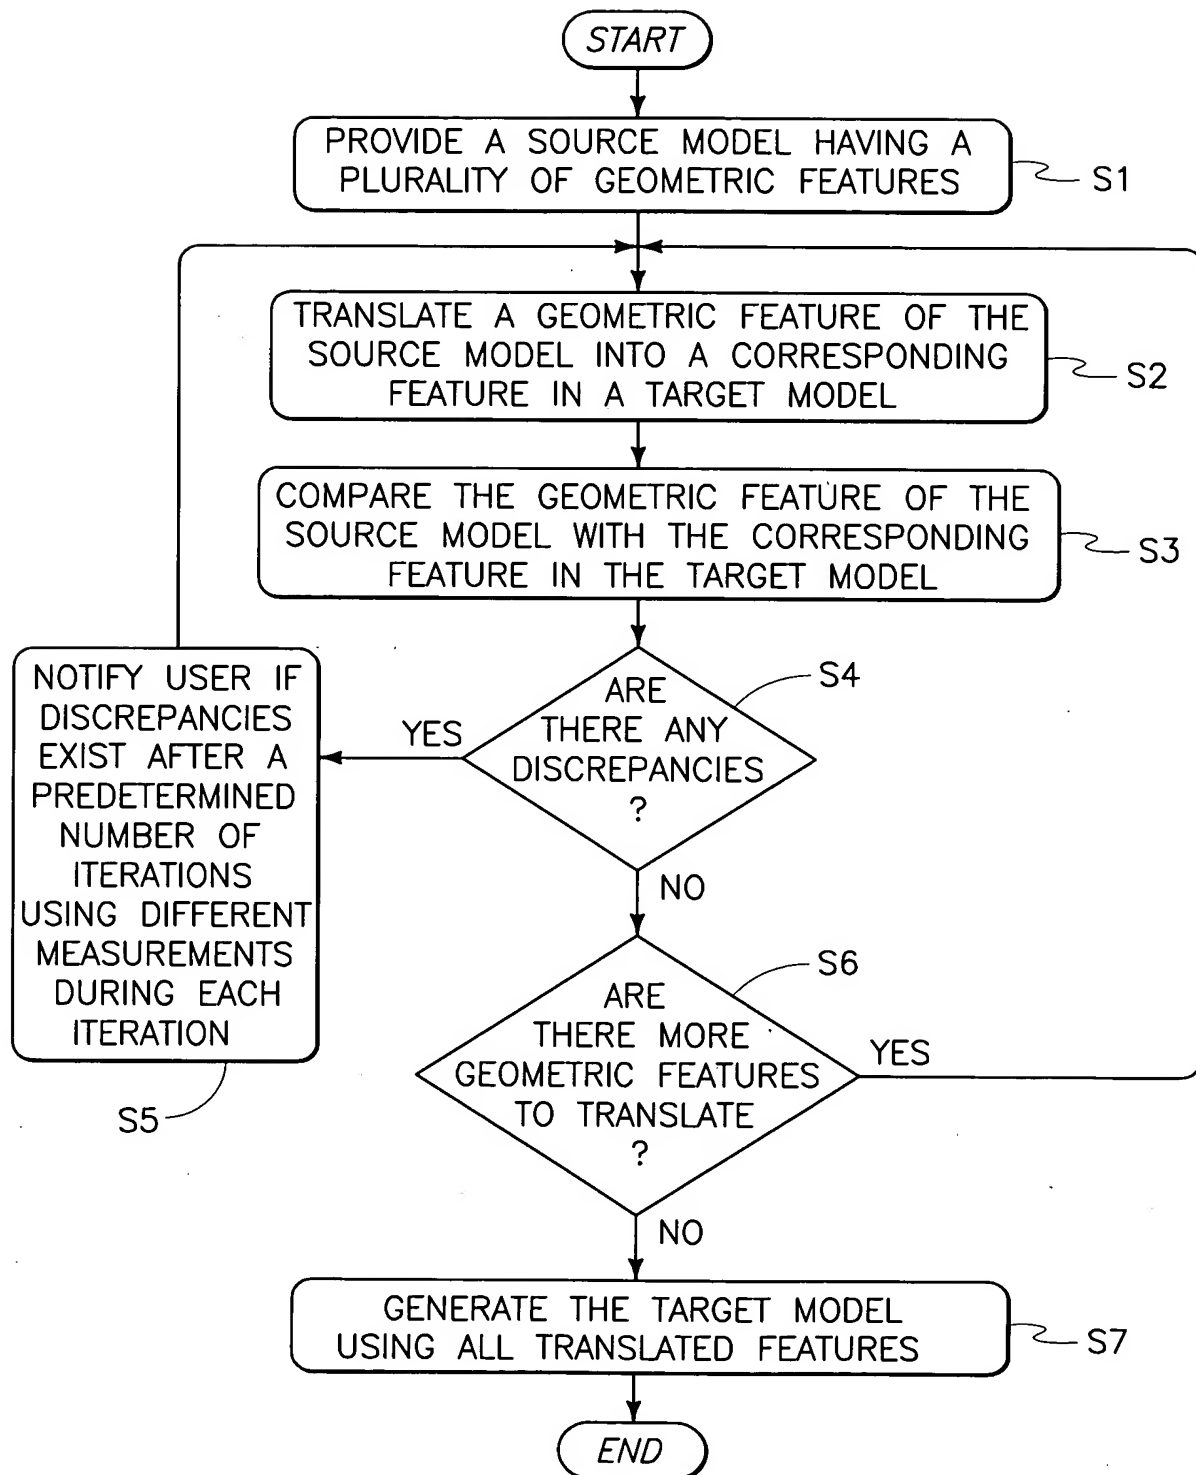 START
PROVIDE A SOURCE MODEL HAVING A
PLURALITY OF GEOMETRIC FEATURES
S1
TRANSLATE A GEOMETRIC FEATURE OF THE
SOURCE MODEL INTO A CORRESPONDING
FEATURE IN A TARGET MODEL
S2
COMPARE THE GEOMETRIC FEATURE OF THE
SOURCE MODEL WITH THE CORRESPONDING
FEATURE IN THE TARGET MODEL
S3
ARE
THERE ANY
DISCREPANCIES
?
S4
YES
NO
NOTIFY USER IF
DISCREPANCIES
EXIST AFTER A
PREDETERMINED
NUMBER OF
ITERATIONS
USING DIFFERENT
MEASUREMENTS
DURING EACH
ITERATION
S5
ARE
THERE MORE
GEOMETRIC FEATURES
TO TRANSLATE
?
S6
YES
NO
GENERATE THE TARGET MODEL
USING ALL TRANSLATED FEATURES
S7
END